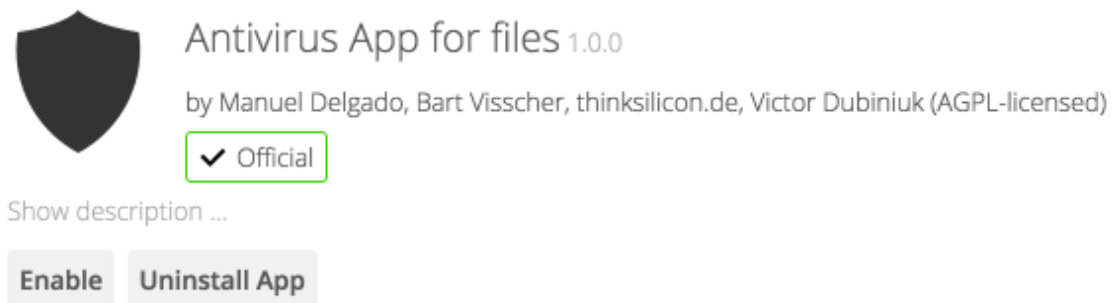 Antivirus App for files 1.0.0
by Manuel Delgado, Bart Visscher, thinksilicon.de, Victor Dubiniuk (AGPL-licensed)
Official
Show description ...
Enable Uninstall App